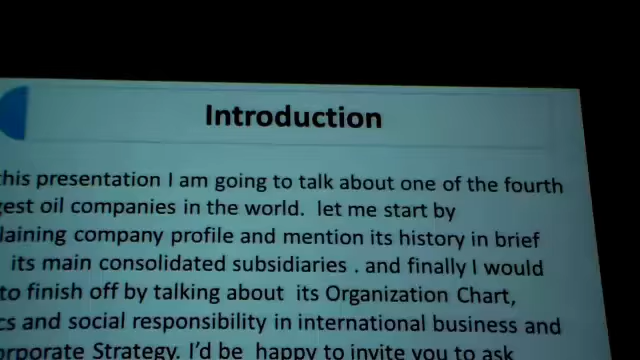 Introduction
his presentation I am going to talk about one of the fourth
gest oil companies in the world. let me start by
laining company profile and mention its history in brief
its main consolidated subsidiaries . and finally I would
to finish off by talking about its Organization Chart,
cs and social responsibility in international business and
orporate Strategy. I'd be happy to invite you to ask